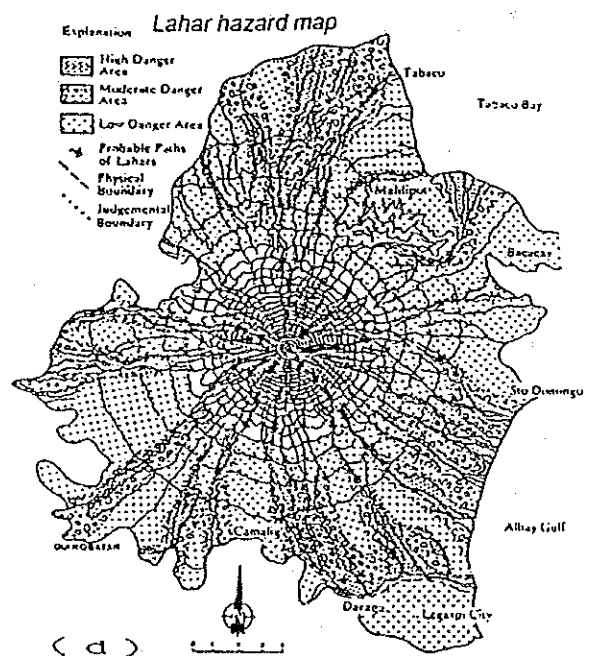 Lahar hazard map
Explanation
High Danger
Area
Moderate Danger
Area
Low Danger Area
Probable Paths
of Lahars
Physical
Boundary
Judgemental
Boundary
Tabaco
Tabaco Bay
Malilipot
Bacacay
Sto Domingo
Albay Gulf
Camalig
Daraga
Legaspi City
N
( d )